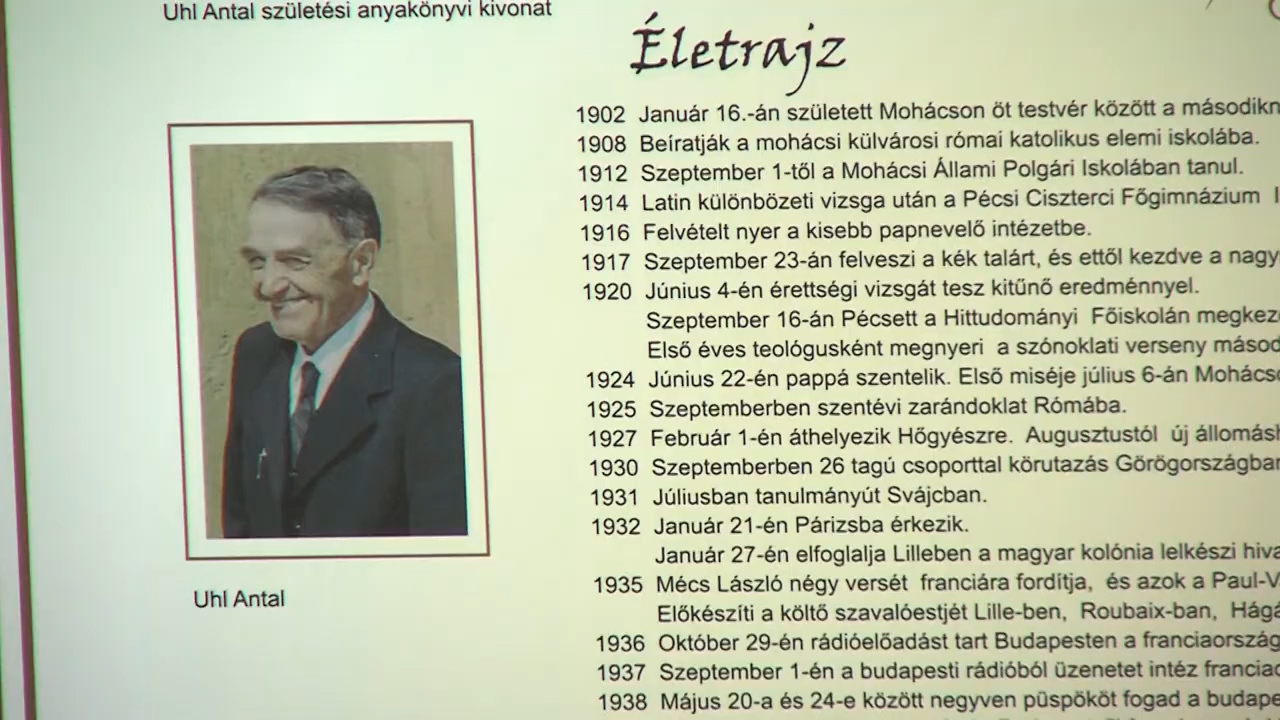 Uhl Antal születési anyakönyvi kivonat
Életrajz
1902 Január 16.-án született Mohácson öt testvér között a
1908 Beíratják a mohácsi külvárosi római katolikus elemi iskolába.
1912 Szeptember 1-től a Mohácsi Állami Polgári Iskolában tanul.
1914 Latin különbözeti vizsga után a Pécsi Ciszterci Főgimnázium
1916 Felvételt nyer a kisebb papnevelő intézetbe.
1917 Szeptember 23-án felveszi a kék talárt, és ettől kezdve a nagy
1920 Június 4-én érettségi vizsgát tesz kitűnő eredménnyel.
Szeptember 16-án Pécsett a Hittudományi Főiskolán
Első éves teológusként megnyeri a szónoklati verseny
1924 Június 22-én pappá szentelik. Első miséje július 6-án
1925 Szeptemberben szentévi zarándoklat Rómába.
1927 Február 1-én áthelyezik Hőgyészre. Augusztustól új
1930 Szeptemberben 26 tagú csoporttal körutazás
1931 Júliusban tanulmányút Svájcban.
1932 Január 21-én Párizsba érkezik.
Január 27-én elfoglalja Lilleben a magyar kolónia lelkészi
1935 Mécs László négy versét franciára fordítja, és azok a
Előkészíti a költő szavalóestjét Lille-ben, Roubaix-ban,
1936 Október 29-én rádióelőadást tart Budapesten a
1937 Szeptember 1-én a budapesti rádióból üzenetet intéz
1938 Május 20-a és 24-e között negyven püspököt fogad a
Uhl Antal